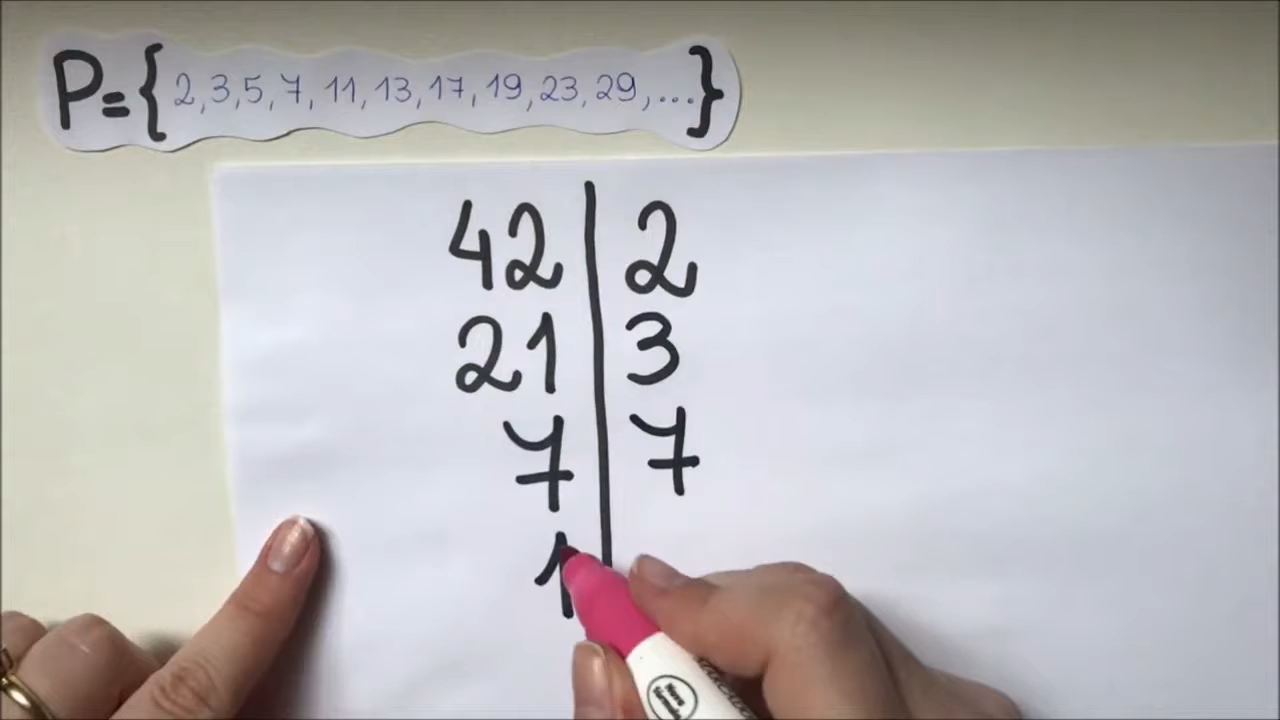 P={2,3,5,7,11,13,17,19,23,29,...}
42 2
21 3
7 7
1